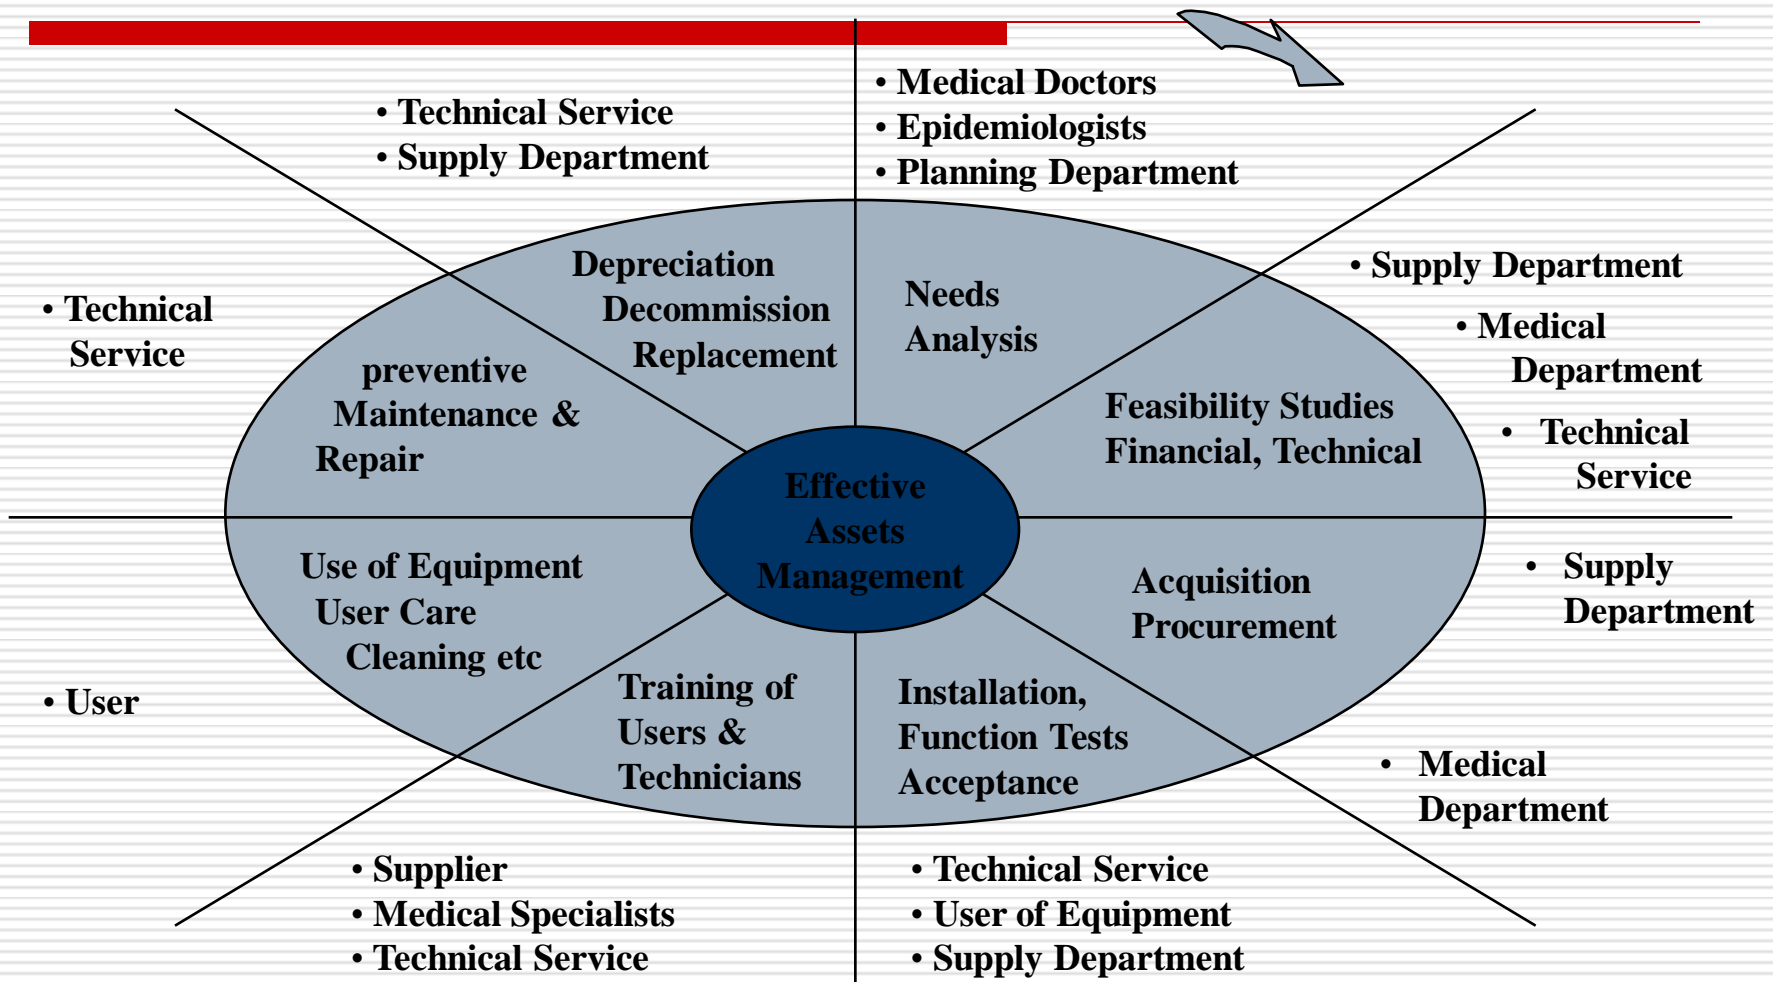 • Medical Doctors
• Epidemiologists
• Planning Department
• Technical Service
• Supply Department
Needs
Analysis
• Supply Department
• Medical
Department
• Technical
Service
Feasibility Studies
Financial, Technical
Acquisition
Procurement
• Supply
Department
• Medical
Department
Installation,
Function Tests
Acceptance
• Technical Service
• User of Equipment
• Supply Department
Training of
Users &
Technicians
• Supplier
• Medical Specialists
• Technical Service
Use of Equipment
User Care
Cleaning etc
• User
preventive
Maintenance &
Repair
• Technical
Service
Depreciation
Decommission
Replacement
Effective
Assets
Management